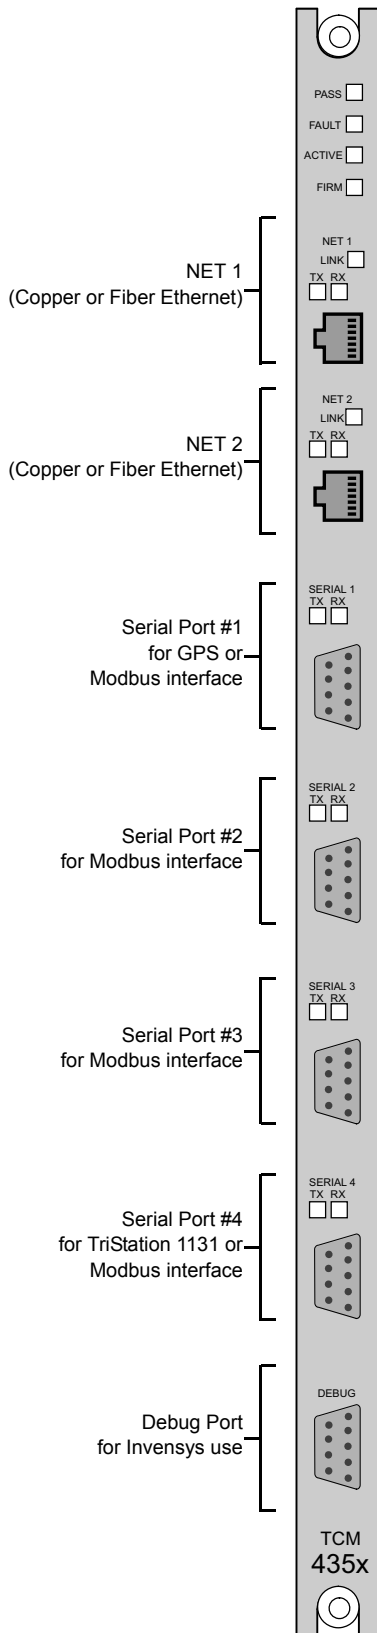 PASS
FAULT
ACTIVE
FIRM
NET 1
(Copper or Fiber Ethernet)
NET 1
LINK
TX RX
NET 2
(Copper or Fiber Ethernet)
NET 2
LINK
TX RX
Serial Port #1
for GPS or
Modbus interface
SERIAL 1
TX RX
Serial Port #2
for Modbus interface
SERIAL 2
TX RX
Serial Port #3
for Modbus interface
SERIAL 3
TX RX
Serial Port #4
for TriStation 1131 or
Modbus interface
SERIAL 4
TX RX
Debug Port
for Invensys use
DEBUG
TCM
435x